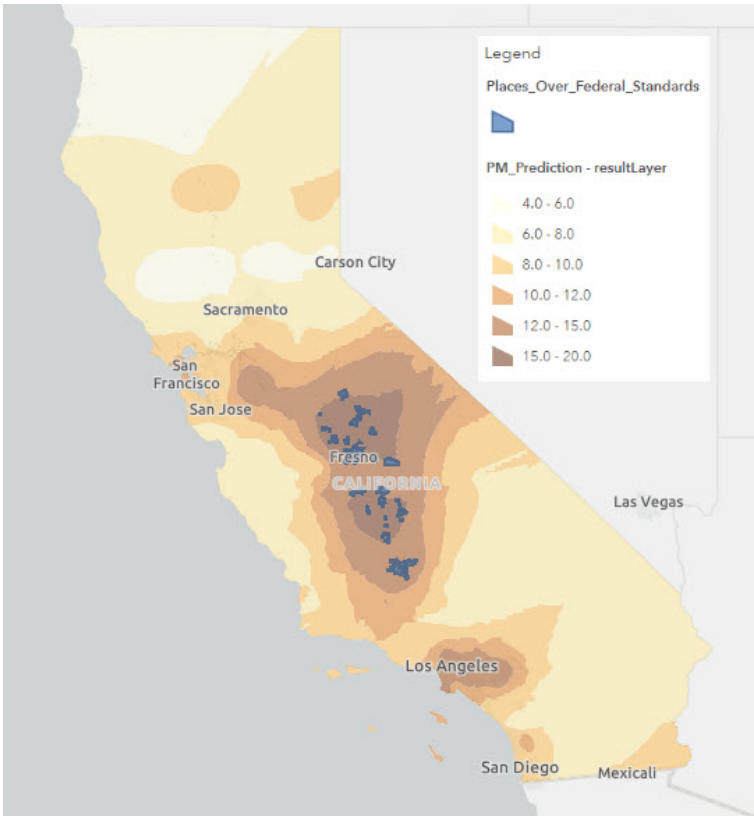 Legend
Places_Over_Federal_Standards
PM_Prediction - resultLayer
4.0 - 6.0
6.0 - 8.0
8.0 - 10.0
10.0 - 12.0
12.0 - 15.0
15.0 - 20.0
Carson City
Sacramento
San
Francisco
San Jose
Fresno
CALIFORNIA
Las Vegas
Los Angeles
San Diego
Mexicali